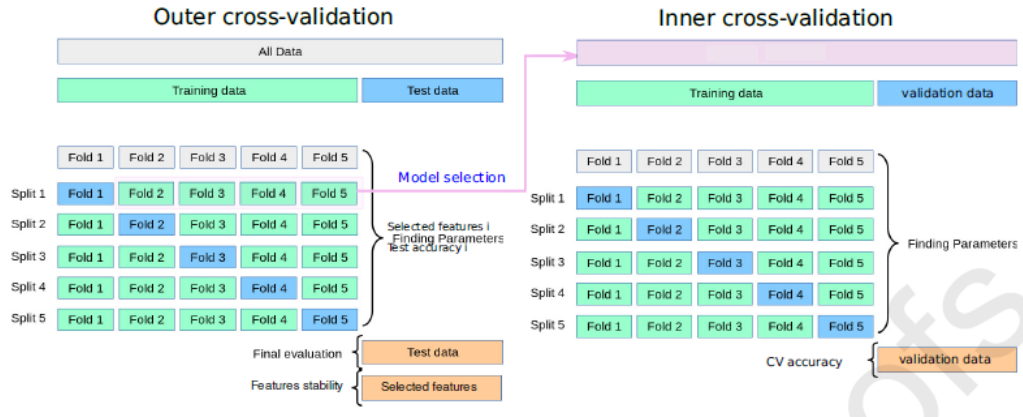 Outer cross-validation
All Data
Training data
Test data
Fold 1 Fold 2 Fold 3 Fold 4 Fold 5
Split 1 Fold 1 Fold 2 Fold 3 Fold 4 Fold 5
Split 2 Fold 1 Fold 2 Fold 3 Fold 4 Fold 5
Split 3 Fold 1 Fold 2 Fold 3 Fold 4 Fold 5
Split 4 Fold 1 Fold 2 Fold 3 Fold 4 Fold 5
Split 5 Fold 1 Fold 2 Fold 3 Fold 4 Fold 5
Model selection
Selected features i
Finding Parameters
Test accuracy i
Final evaluation Test data
Features stability Selected features
Inner cross-validation
Training data
validation data
Fold 1 Fold 2 Fold 3 Fold 4 Fold 5
Split 1 Fold 1 Fold 2 Fold 3 Fold 4 Fold 5
Split 2 Fold 1 Fold 2 Fold 3 Fold 4 Fold 5
Split 3 Fold 1 Fold 2 Fold 3 Fold 4 Fold 5
Split 4 Fold 1 Fold 2 Fold 3 Fold 4 Fold 5
Split 5 Fold 1 Fold 2 Fold 3 Fold 4 Fold 5
Finding Parameters
CV accuracy validation data
ofs